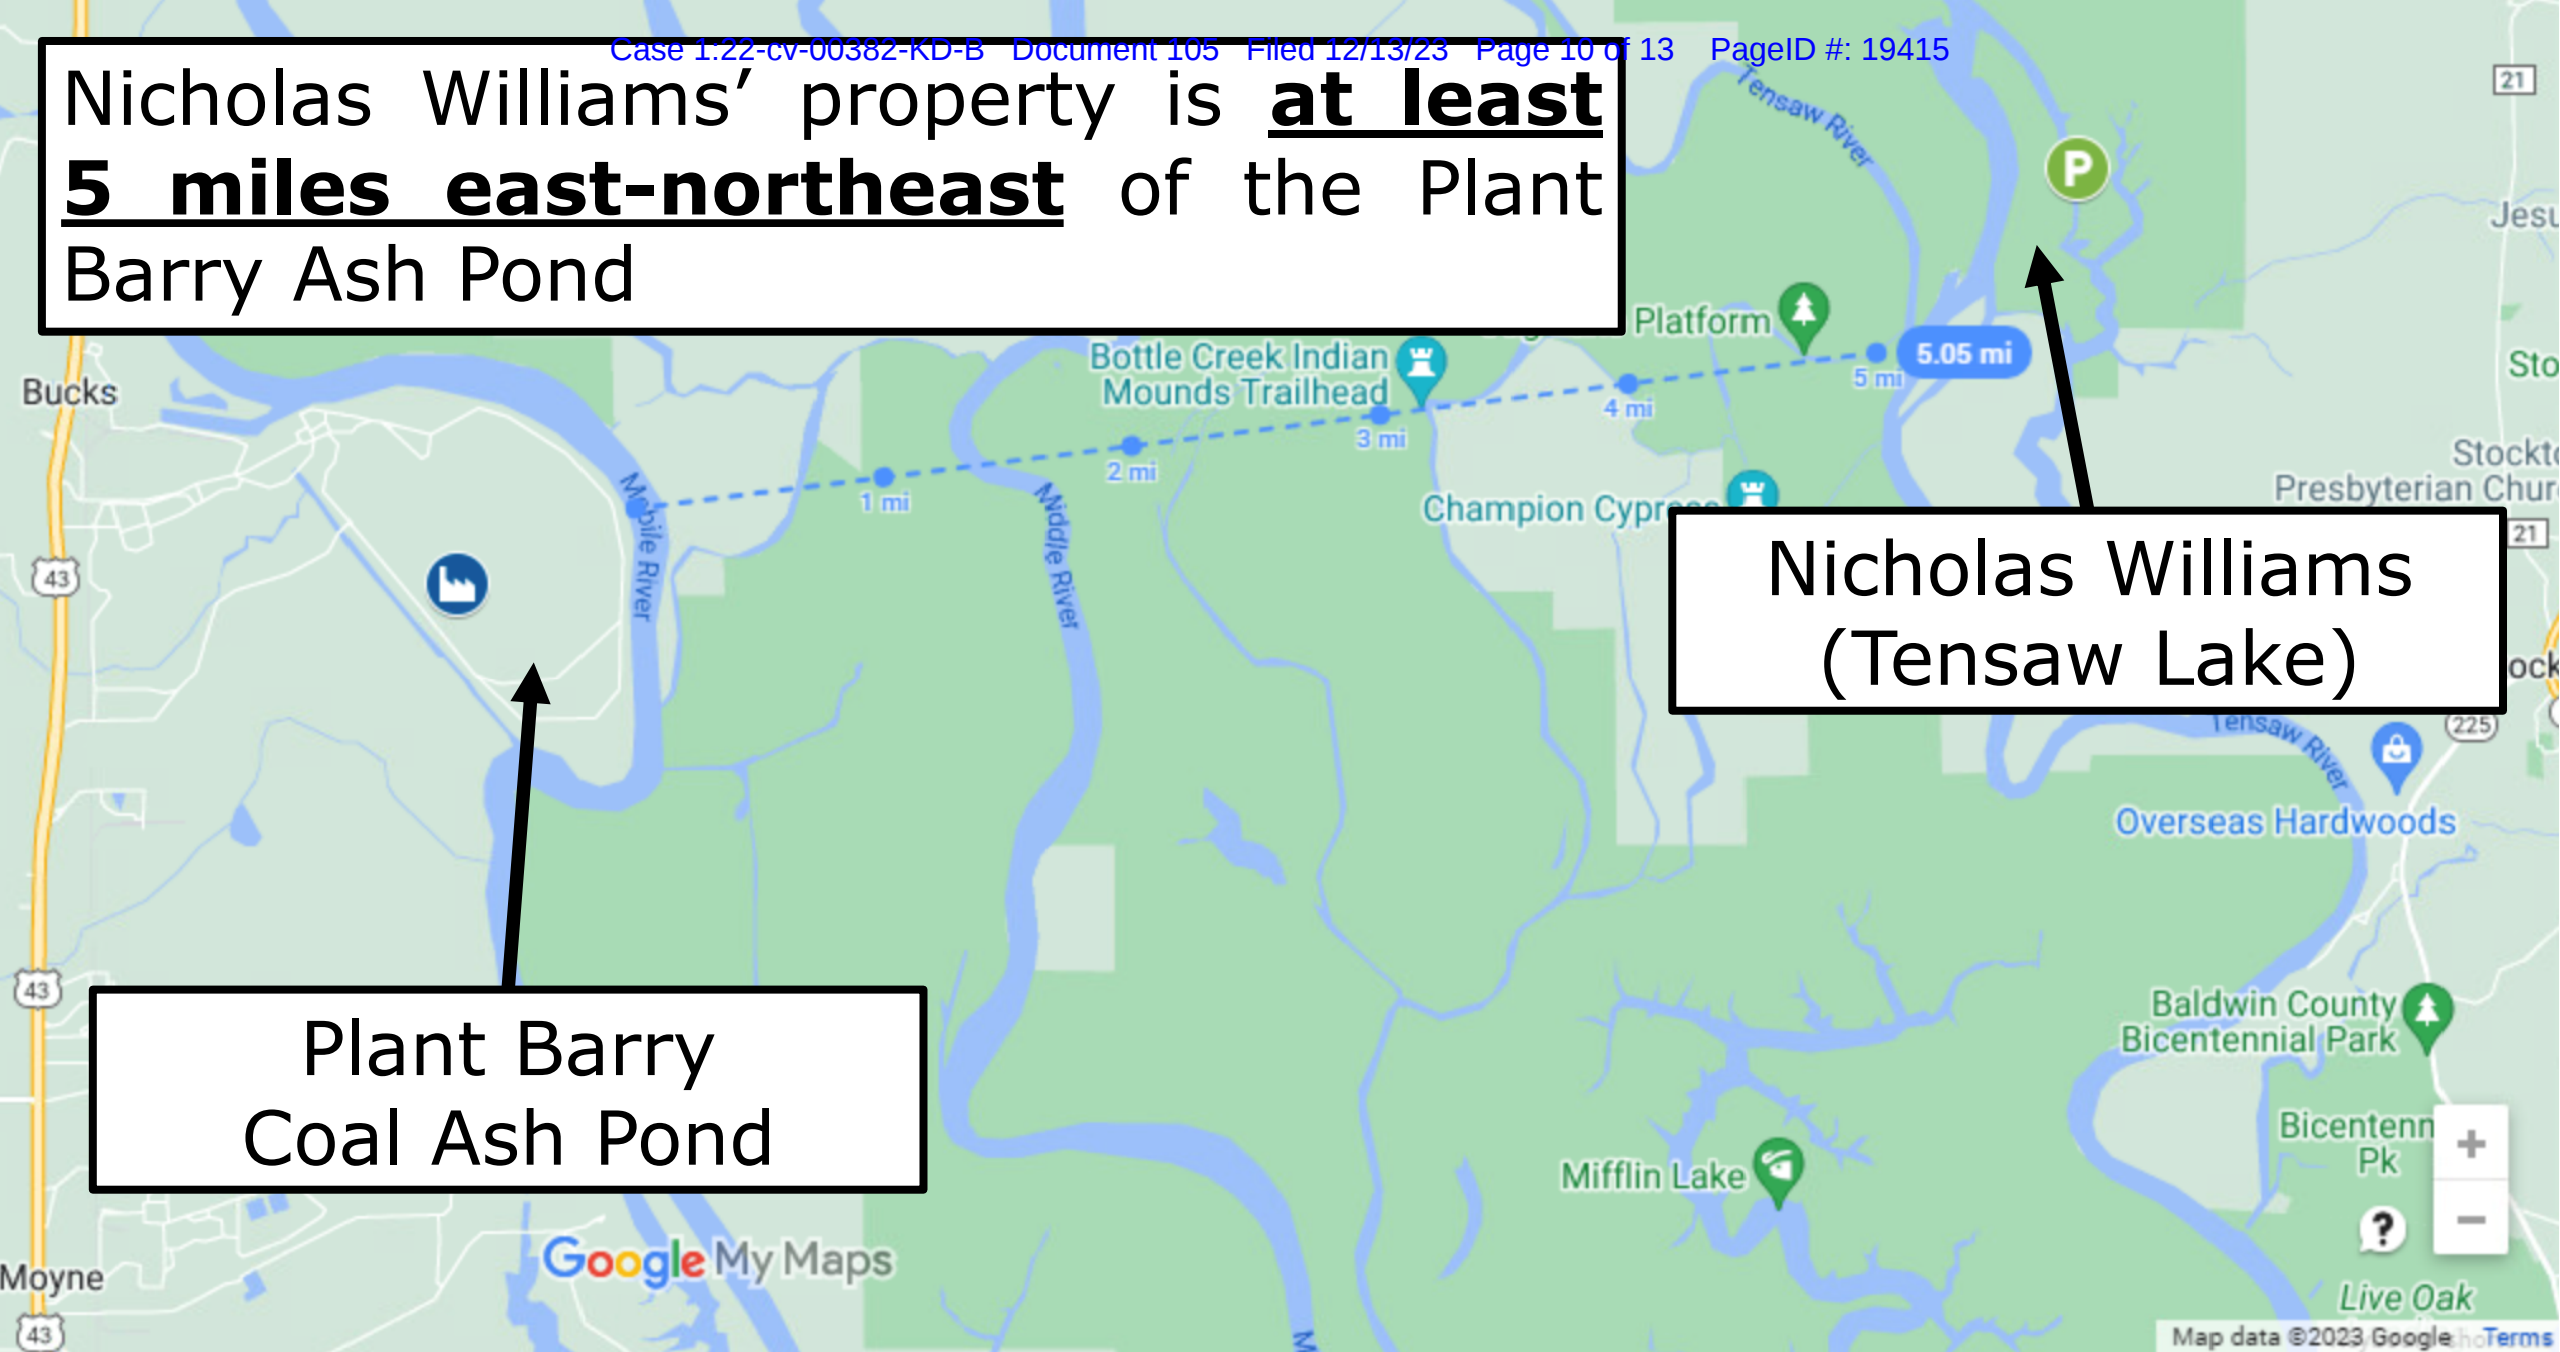 Case 1:22-cv-00382-KD-B Document 105 Filed 12/13/23 Page 10 of 13 PageID #: 19415
Nicholas Williams’ property is at least
5 miles east-northeast of the Plant
Barry Ash Pond
Tensaw River
21
P
Jesu
Platform
5.05 mi
Bottle Creek Indian
Mounds Trailhead
5 mi
4 mi
3 mi
2 mi
1 mi
Sto
Bucks
Stockto
Presbyterian Chur
21
Champion Cypress
Mobile River
Middle River
43
Nicholas Williams
(Tensaw Lake)
ock
Tensaw River
225
Overseas Hardwoods
43
Plant Barry
Coal Ash Pond
Baldwin County
Bicentennial Park
Bicentenn
Pk
+
−
?
Mifflin Lake
Google My Maps
Moyne
43
M
Live Oak
Map data ©2023 Google
Terms